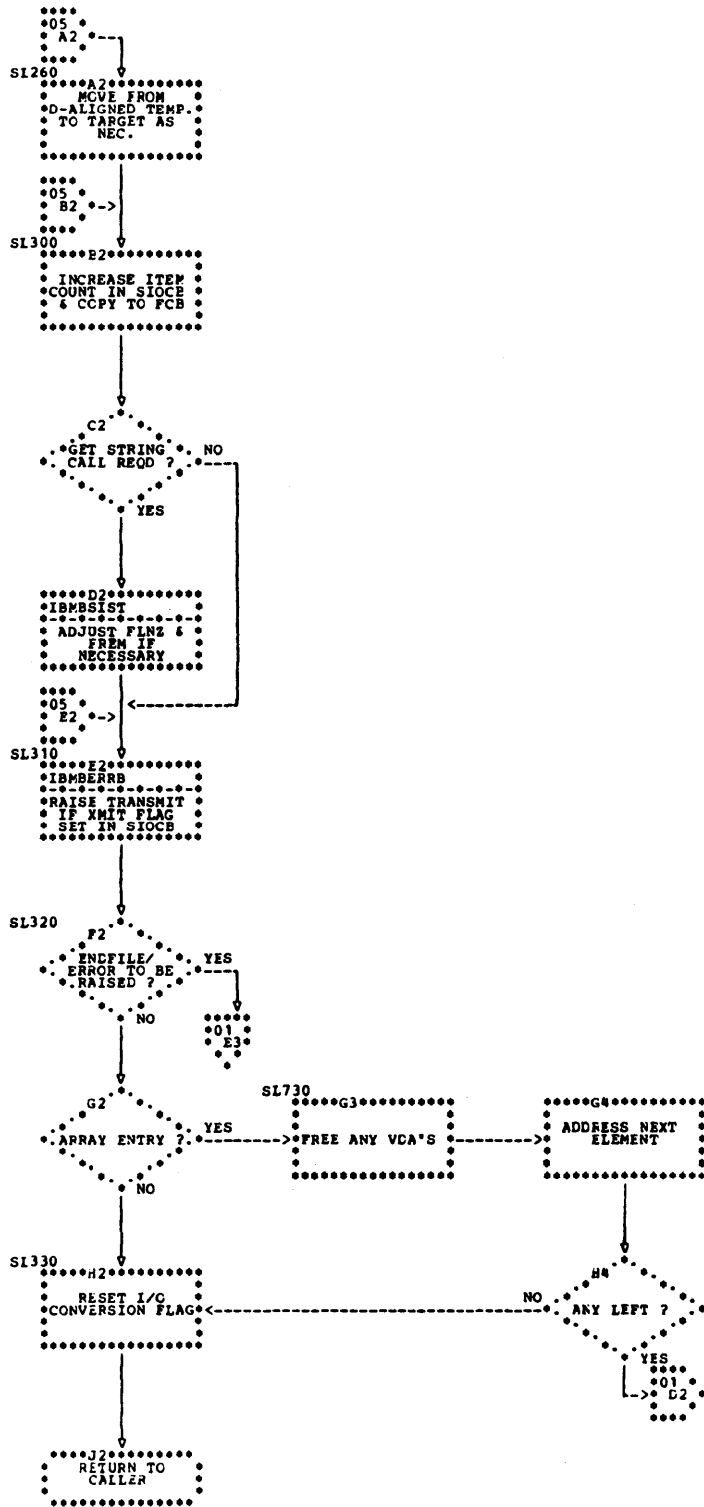 05
A2
SL260
A2
MOVE FROM
D-ALIGNED TEMP.
TO TARGET AS
NEC.
05
B2
SL300
B2
INCREASE ITEM
COUNT IN SIOCB
& COPY TO FCB
C2
GET STRING
CALL REQD ?
NO
YES
D2
IBMBSIST
ADJUST FLNZ &
FREM IF
NECESSARY
05
E2
SL310
E2
IBMBERRB
RAISE TRANSMIT
IF XMIT FLAG
SET IN SIOCB
SL320
F2
ENDFILE/
ERROR TO BE
RAISED ?
YES
NO
01
E3
G2
ARRAY ENTRY ?
YES
NO
SL730
G3
FREE ANY VDA'S
G4
ADDRESS NEXT
ELEMENT
SL330
H2
RESET I/O
CONVERSION FLAG
H4
ANY LEFT ?
NO
YES
01
D2
J2
RETURN TO
CALLER